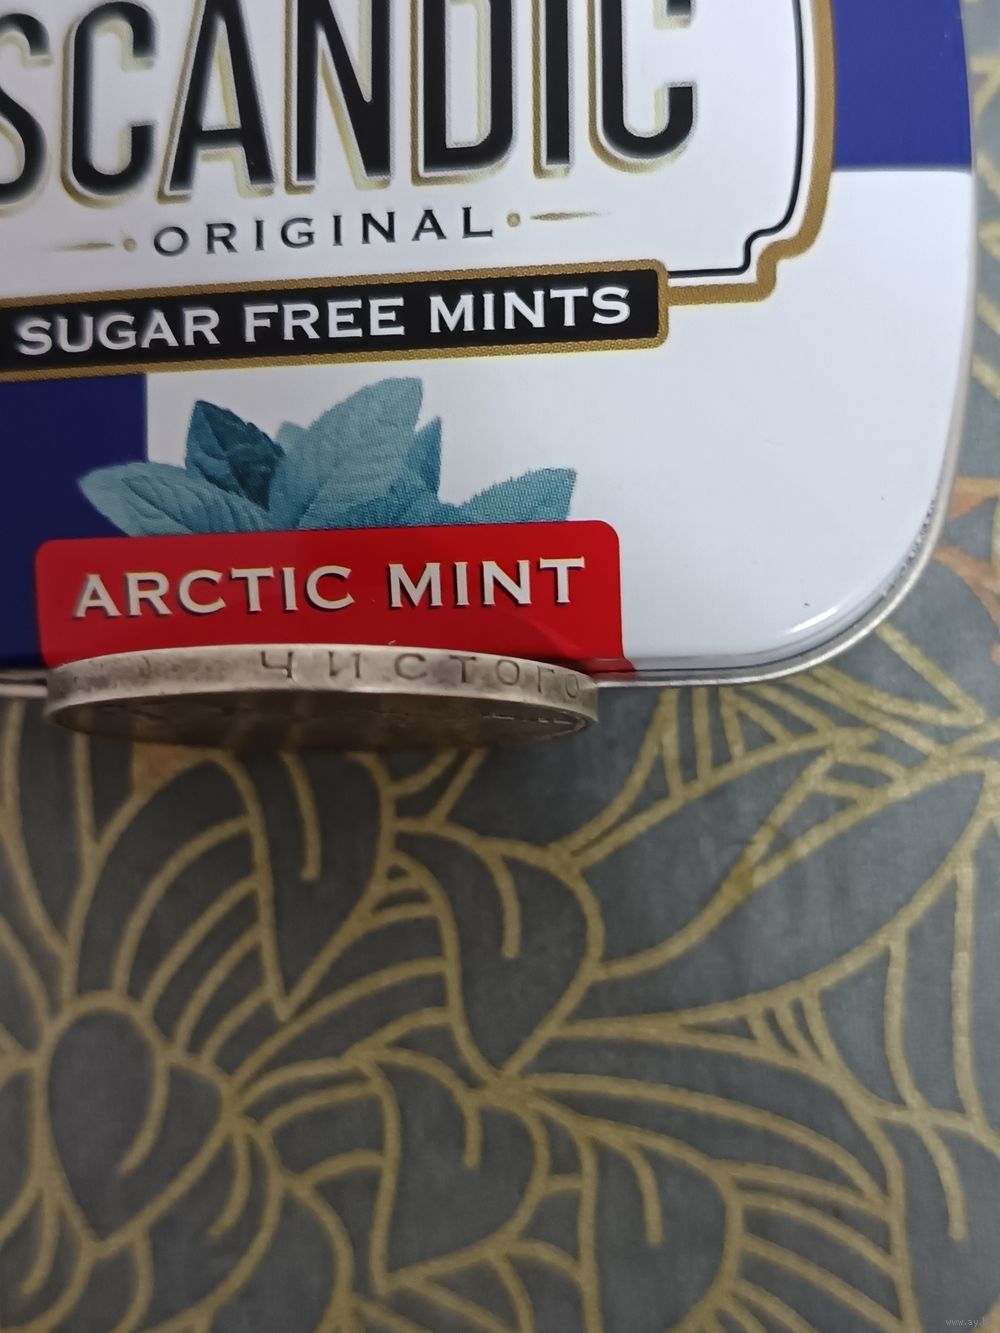 SCANDIC
ORIGINAL
SUGAR FREE MINTS
ARCTIC MINT
ЧИСТОГО